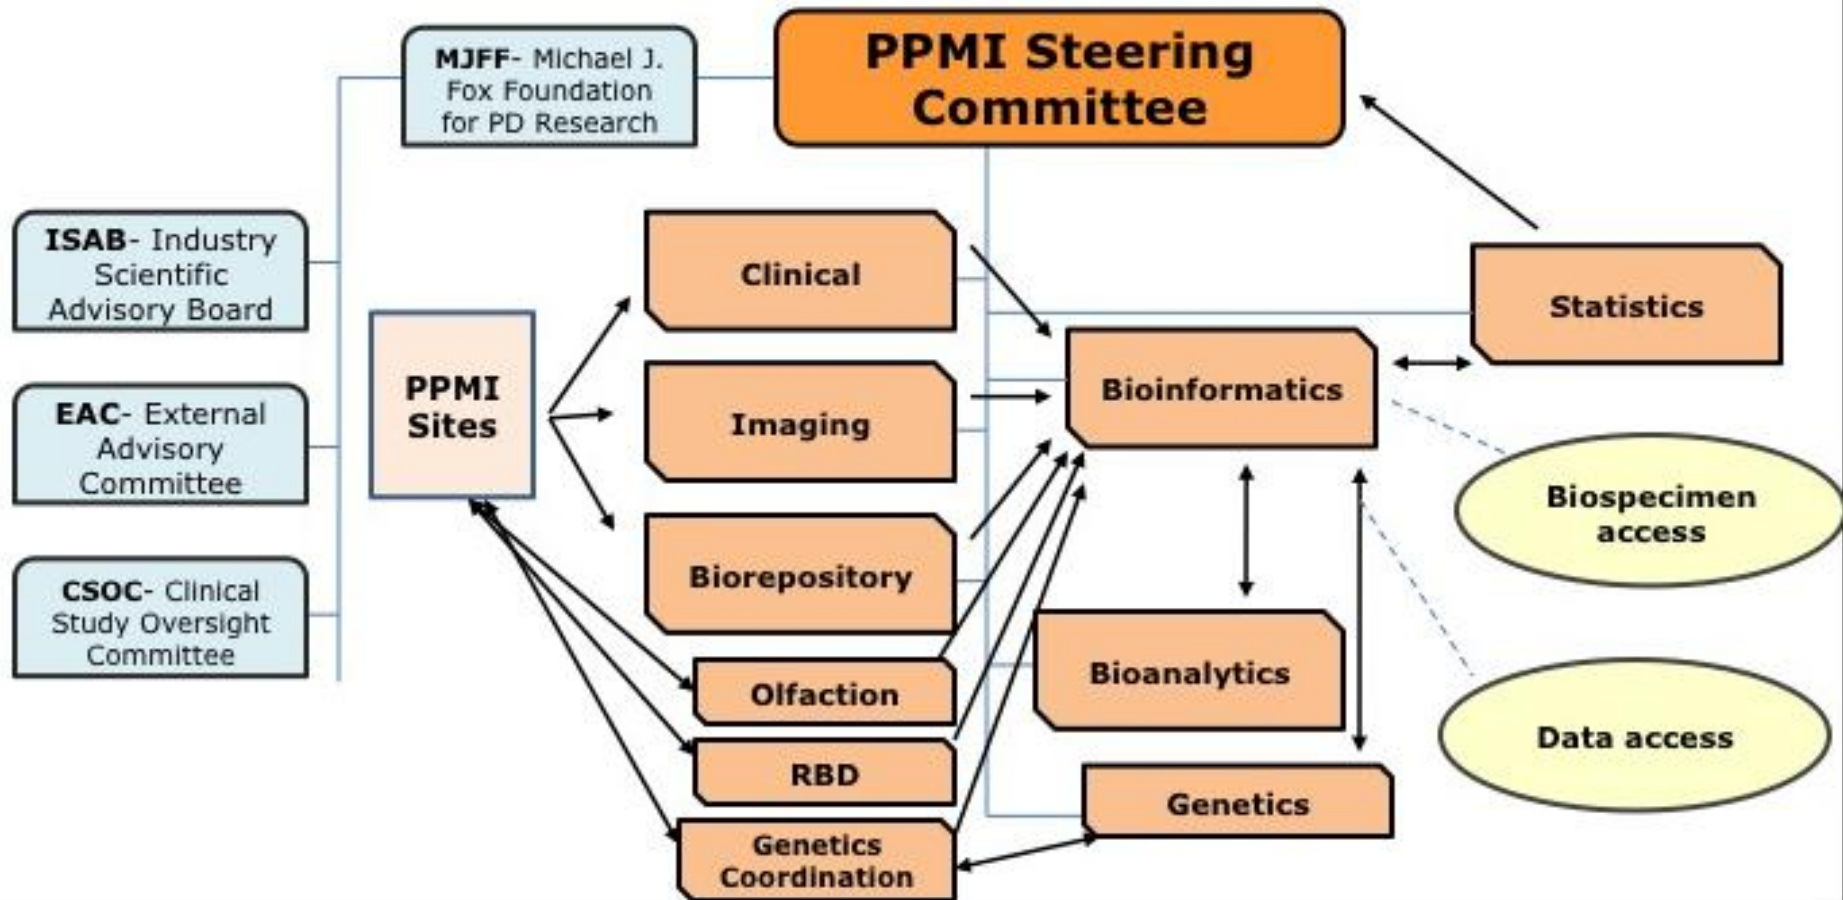 MJFF- Michael J.
Fox Foundation
for PD Research
PPMI Steering
Committee
ISAB- Industry
Scientific
Advisory Board
EAC- External
Advisory
Committee
CSOC- Clinical
Study Oversight
Committee
PPMI
Sites
Clinical
Imaging
Biorepository
Olfaction
RBD
Genetics
Coordination
Bioinformatics
Bioanalytics
Genetics
Statistics
Biospecimen
access
Data access